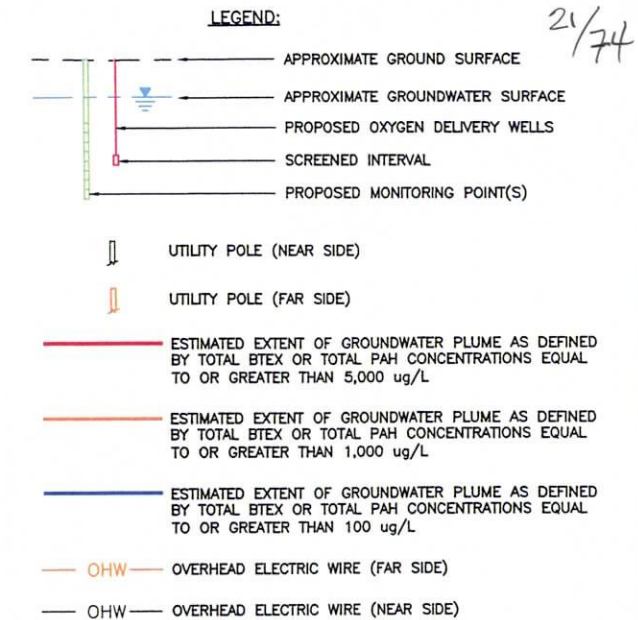 LEGEND:
21/74
APPROXIMATE GROUND SURFACE
APPROXIMATE GROUNDWATER SURFACE
PROPOSED OXYGEN DELIVERY WELLS
SCREENED INTERVAL
PROPOSED MONITORING POINT(S)
UTILITY POLE (NEAR SIDE)
UTILITY POLE (FAR SIDE)
ESTIMATED EXTENT OF GROUNDWATER PLUME AS DEFINED
BY TOTAL BTEX OR TOTAL PAH CONCENTRATIONS EQUAL
TO OR GREATER THAN 5,000 ug/L
ESTIMATED EXTENT OF GROUNDWATER PLUME AS DEFINED
BY TOTAL BTEX OR TOTAL PAH CONCENTRATIONS EQUAL
TO OR GREATER THAN 1,000 ug/L
ESTIMATED EXTENT OF GROUNDWATER PLUME AS DEFINED
BY TOTAL BTEX OR TOTAL PAH CONCENTRATIONS EQUAL
TO OR GREATER THAN 100 ug/L
OHW OVERHEAD ELECTRIC WIRE (FAR SIDE)
OHW OVERHEAD ELECTRIC WIRE (NEAR SIDE)